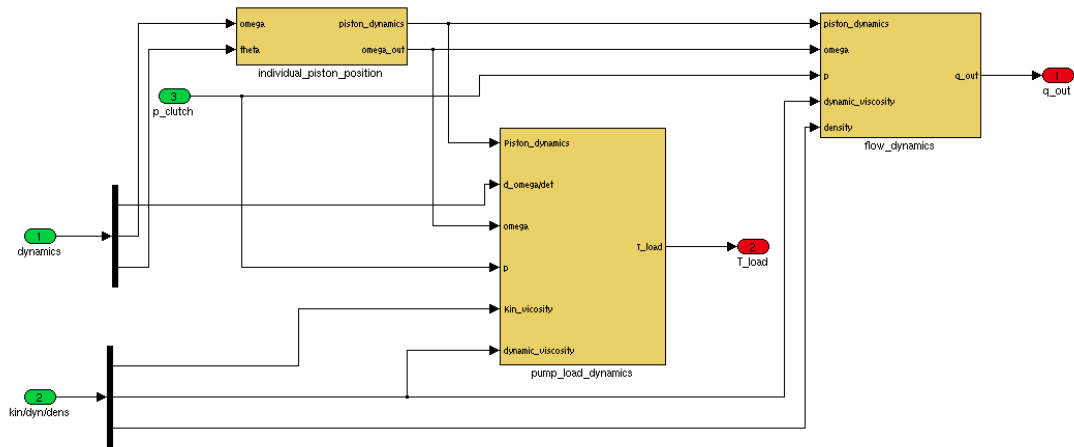 omega
theta
piston_dynamics
omega_out
individual_piston_position
3
p_clutch
piston_dynamics
omega
p
dynamic_viscosity
density
q_out
flow_dynamics
1
q_out
Piston_dynamics
d_omega/det
omega
p
Kin_vicosity
dynamic_viscosity
T_load
pump_load_dynamics
2
T_load
1
dynamics
2
kin/dyn/dens